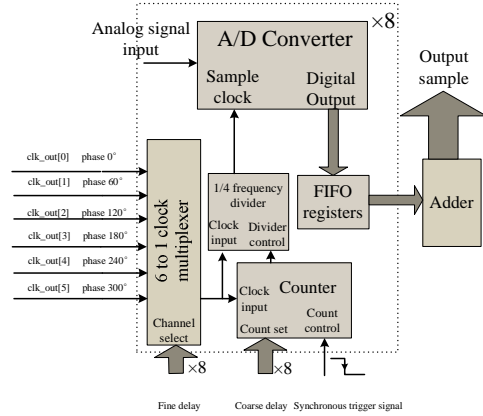 ×8
Analog signal
input
A/D Converter
Sample
clock
Digital
Output
Output
sample
clk_out[0] phase 0°
clk_out[1] phase 60°
clk_out[2] phase 120°
clk_out[3] phase 180°
clk_out[4] phase 240°
clk_out[5] phase 300°
6 to 1 clock
multiplexer
Channel
select
1/4 frequency
divider
Clock
input
Divider
control
FIFO
registers
Adder
Counter
Clock
input
Count
control
Count set
×8
×8
Fine delay
Coarse delay
Synchronous trigger signal